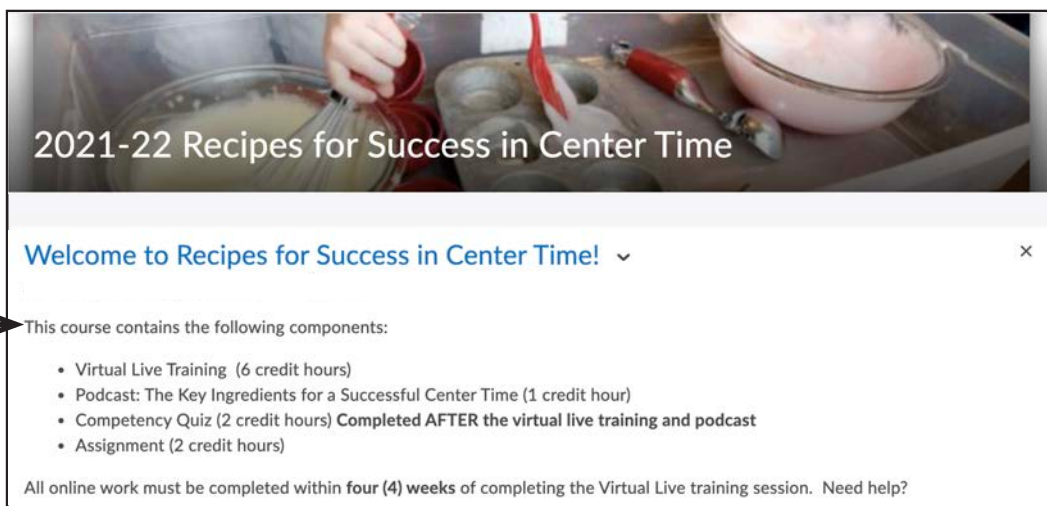 2021-22 Recipes for Success in Center Time
Welcome to Recipes for Success in Center Time!
This course contains the following components:
• Virtual Live Training (6 credit hours)
• Podcast: The Key Ingredients for a Successful Center Time (1 credit hour)
• Competency Quiz (2 credit hours) Completed AFTER the virtual live training and podcast
• Assignment (2 credit hours)
All online work must be completed within four (4) weeks of completing the Virtual Live training session. Need help?